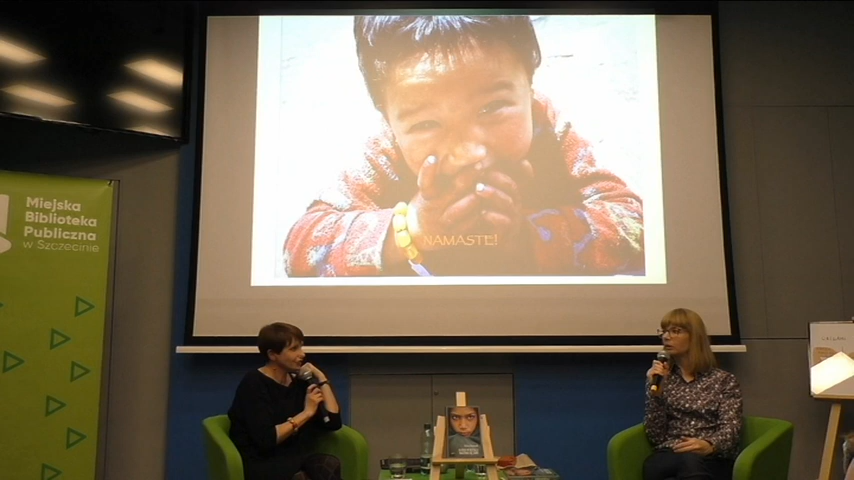 Miejska
Biblioteka
Publiczna
w Szczecinie
NAMASTE!